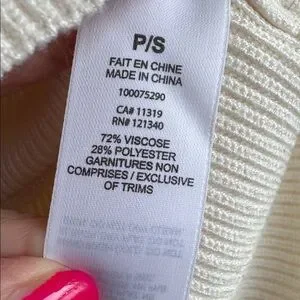 P/S
FAIT EN CHINE
MADE IN CHINA
100075290
CA# 11319
RN# 121340
72% VISCOSE
28% POLYESTER
GARNITURES NON
COMPRISES / EXCLUSIVE
OF TRIMS